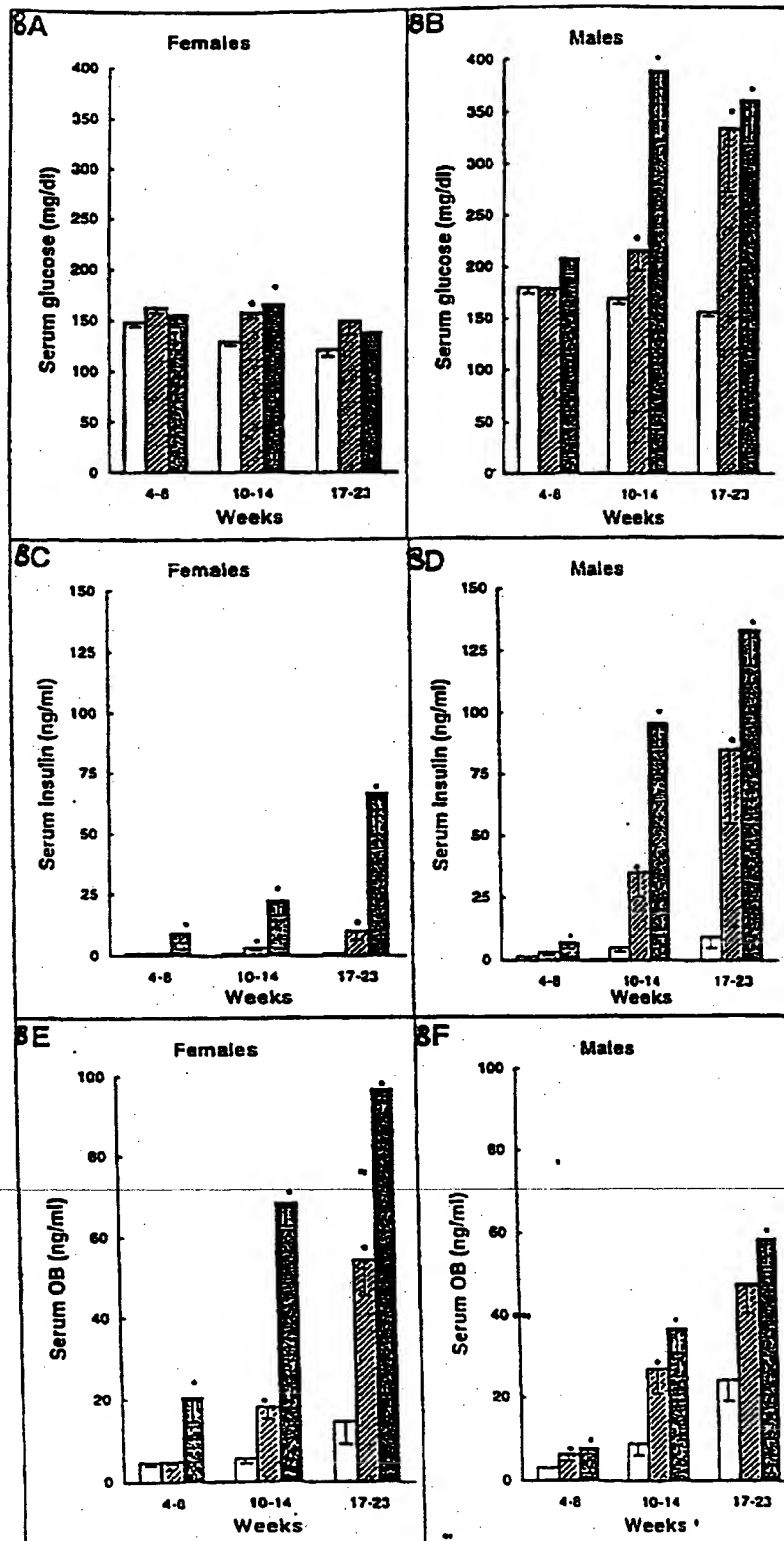 8A
Females
400
350
300
250
200
150
100
50
0
Serum glucose (mg/dl)
4-8
10-14
17-23
Weeks
8B
Males
400
350
300
250
200
150
100
50
0
Serum glucose (mg/dl)
4-8
10-14
17-23
Weeks
8C
Females
150
125
100
75
50
25
0
Serum Insulin (ng/ml)
4-8
10-14
17-23
Weeks
8D
Males
150
125
100
75
50
25
0
Serum Insulin (ng/ml)
4-8
10-14
17-23
Weeks
8E
Females
100
80
60
40
20
0
Serum OB (ng/ml)
4-8
10-14
17-23
Weeks
8F
Males
100
80
60
40
20
0
Serum OB (ng/ml)
4-8
10-14
17-23
Weeks